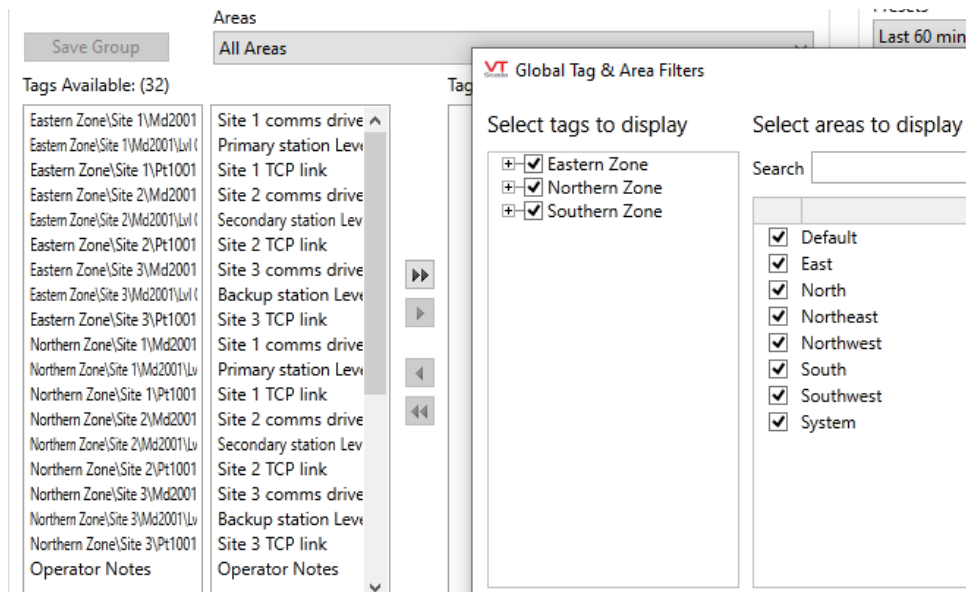 Areas
Presets
Save Group
All Areas
Last 60 min
Tags Available: (32)
Tag
Eastern Zone\Site 1\Md2001 Site 1 comms drive
Eastern Zone\Site 1\Md2001\Lvl Primary station Leve
Eastern Zone\Site 1\Pt1001 Site 1 TCP link
Eastern Zone\Site 2\Md2001 Site 2 comms drive
Eastern Zone\Site 2\Md2001\Lvl Secondary station Lev
Eastern Zone\Site 2\Pt1001 Site 2 TCP link
Eastern Zone\Site 3\Md2001 Site 3 comms drive
Eastern Zone\Site 3\Md2001\Lvl Backup station Leve
Eastern Zone\Site 3\Pt1001 Site 3 TCP link
Northern Zone\Site 1\Md2001 Site 1 comms drive
Northern Zone\Site 1\Md2001\Lv Primary station Leve
Northern Zone\Site 1\Pt1001 Site 1 TCP link
Northern Zone\Site 2\Md2001 Site 2 comms drive
Northern Zone\Site 2\Md2001\Lv Secondary station Lev
Northern Zone\Site 2\Pt1001 Site 2 TCP link
Northern Zone\Site 3\Md2001 Site 3 comms drive
Northern Zone\Site 3\Md2001\Lv Backup station Leve
Northern Zone\Site 3\Pt1001 Site 3 TCP link
Operator Notes Operator Notes
VT Scada Global Tag & Area Filters
Select tags to display
Eastern Zone
Northern Zone
Southern Zone
Select areas to display
Search
Default
East
North
Northeast
Northwest
South
Southwest
System